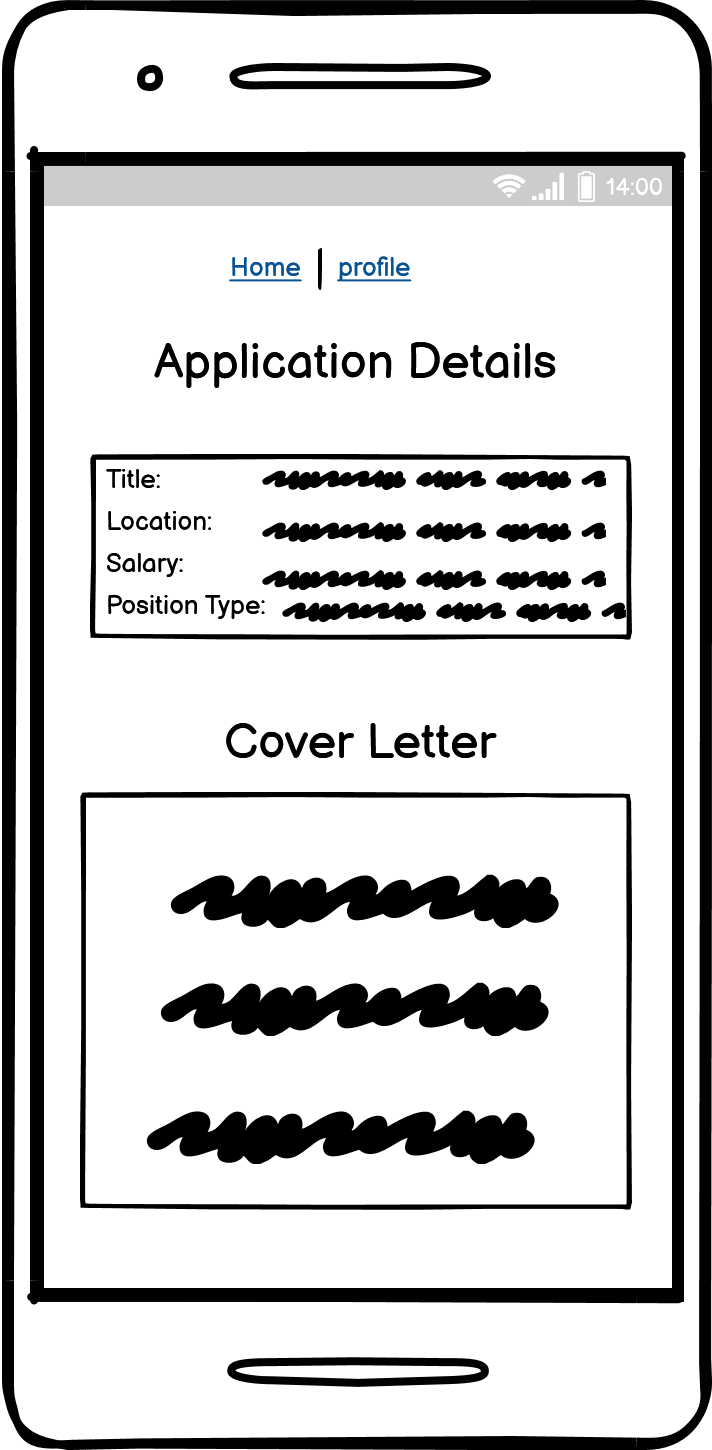 14:00
Home | profile
Application Details
Title:
Location:
Salary:
Position Type:
Cover Letter